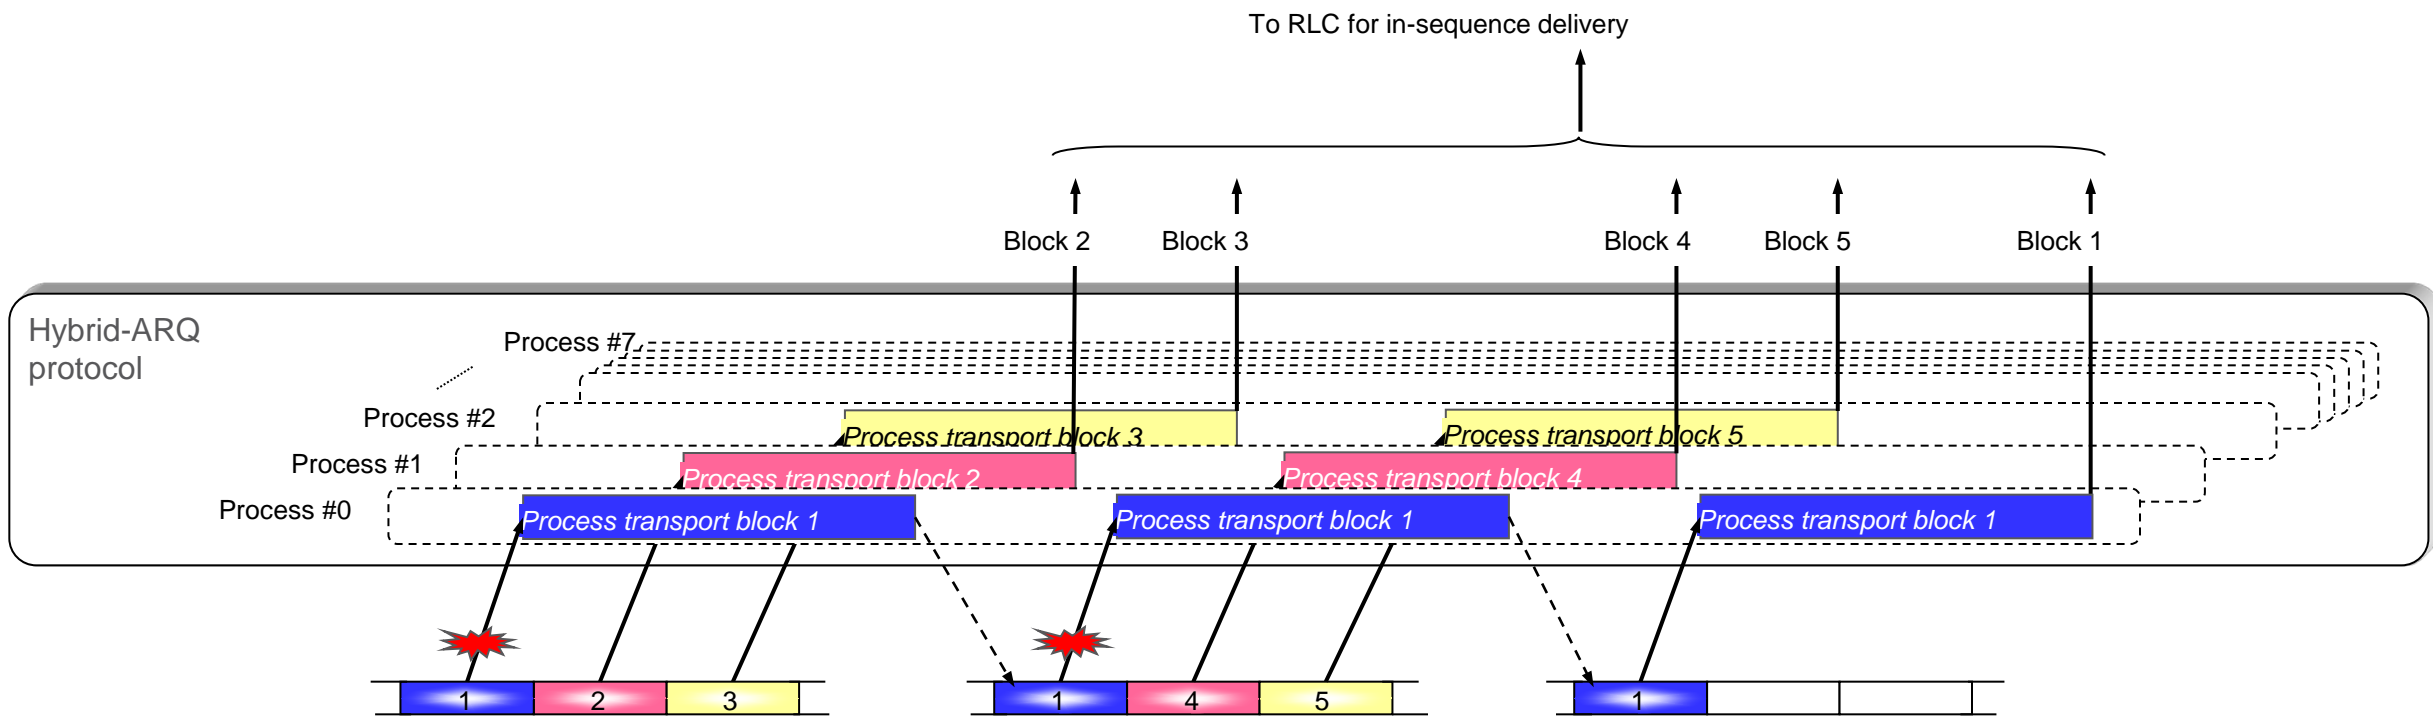 To RLC for in-sequence delivery
Block 2 Block 3 Block 4 Block 5 Block 1
Hybrid-ARQ
protocol
Process #7
Process #2
Process transport block 3 Process transport block 5
Process #1
Process transport block 2 Process transport block 4
Process #0
Process transport block 1 Process transport block 1 Process transport block 1
1 2 3 1 4 5 1